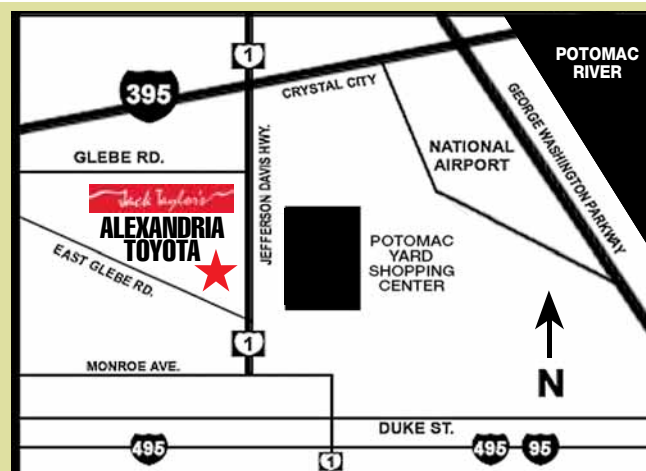 1
POTOMAC
RIVER
395
CRYSTAL CITY
GEORGE WASHINGTON PARKWAY
GLEBE RD.
JEFFERSON DAVIS HWY.
NATIONAL
AIRPORT
Jack Taylor's
ALEXANDRIA
TOYOTA
EAST GLEBE RD.
POTOMAC
YARD
SHOPPING
CENTER
1
MONROE AVE.
N
DUKE ST.
495
1
495
95